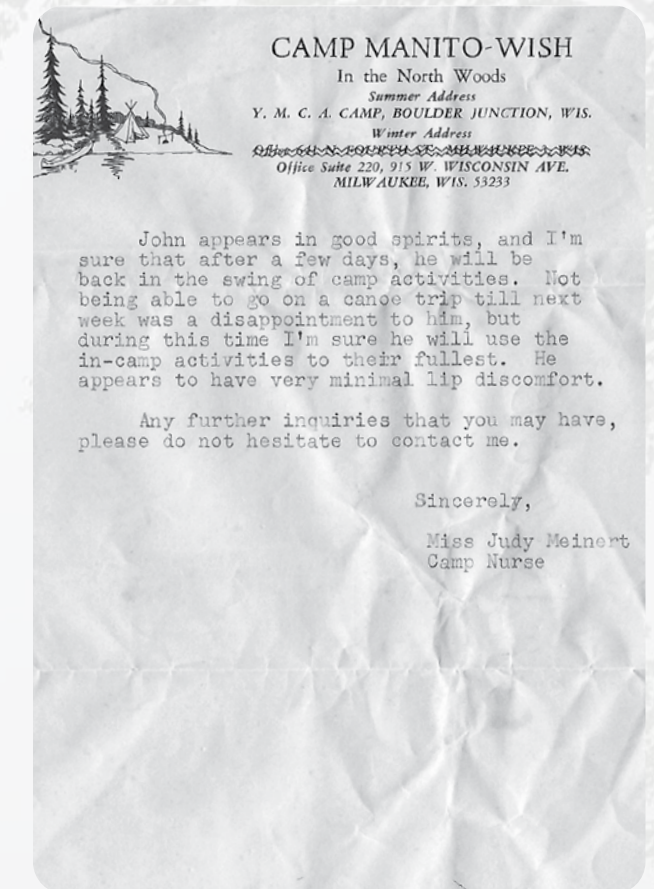 CAMP MANITO-WISH
In the North Woods
Summer Address
Y. M. C. A. CAMP, BOULDER JUNCTION, WIS.
Winter Address
Office Suite 220, 915 W. WISCONSIN AVE.
MILWAUKEE, WIS. 53233
John appears in good spirits, and I'm
sure that after a few days, he will be
back in the swing of camp activities. Not
being able to go on a canoe trip till next
week was a disappointment to him, but
during this time I'm sure he will use the
in-camp activities to their fullest. He
appears to have very minimal lip discomfort.
Any further inquiries that you may have,
please do not hesitate to contact me.
Sincerely,
Miss Judy Meinert
Camp Nurse